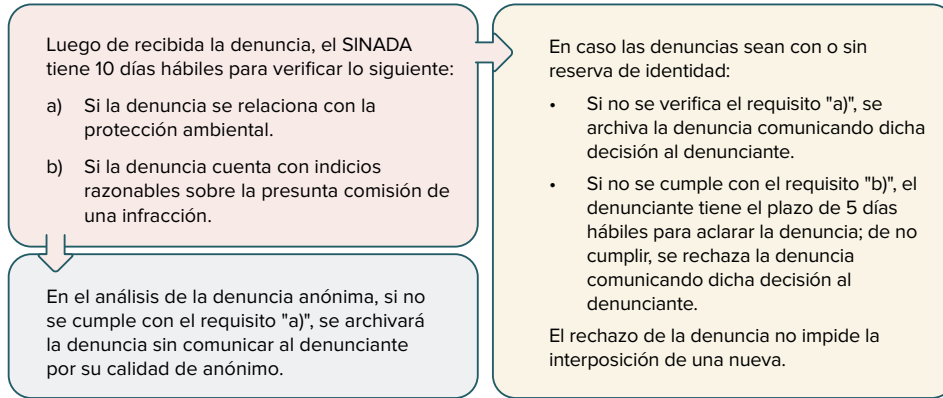 Luego de recibida la denuncia, el SINADA
tiene 10 días hábiles para verificar lo siguiente:
a) Si la denuncia se relaciona con la
protección ambiental.
b) Si la denuncia cuenta con indicios
razonables sobre la presunta comisión de
una infracción.
En el análisis de la denuncia anónima, si no
se cumple con el requisito "a)", se archivará
la denuncia sin comunicar al denunciante
por su calidad de anónimo.
En caso las denuncias sean con o sin
reserva de identidad:
• Si no se verifica el requisito "a)", se
archiva la denuncia comunicando dicha
decisión al denunciante.
• Si no se cumple con el requisito "b)", el
denunciante tiene el plazo de 5 días
hábiles para aclarar la denuncia; de no
cumplir, se rechaza la denuncia
comunicando dicha decisión al
denunciante.
El rechazo de la denuncia no impide la
interposición de una nueva.